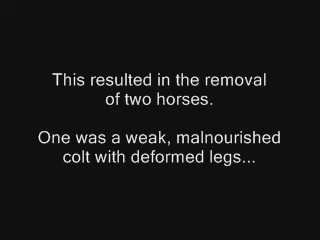 This resulted in the removal
of two horses.
One was a weak, malnourished
colt with deformed legs...